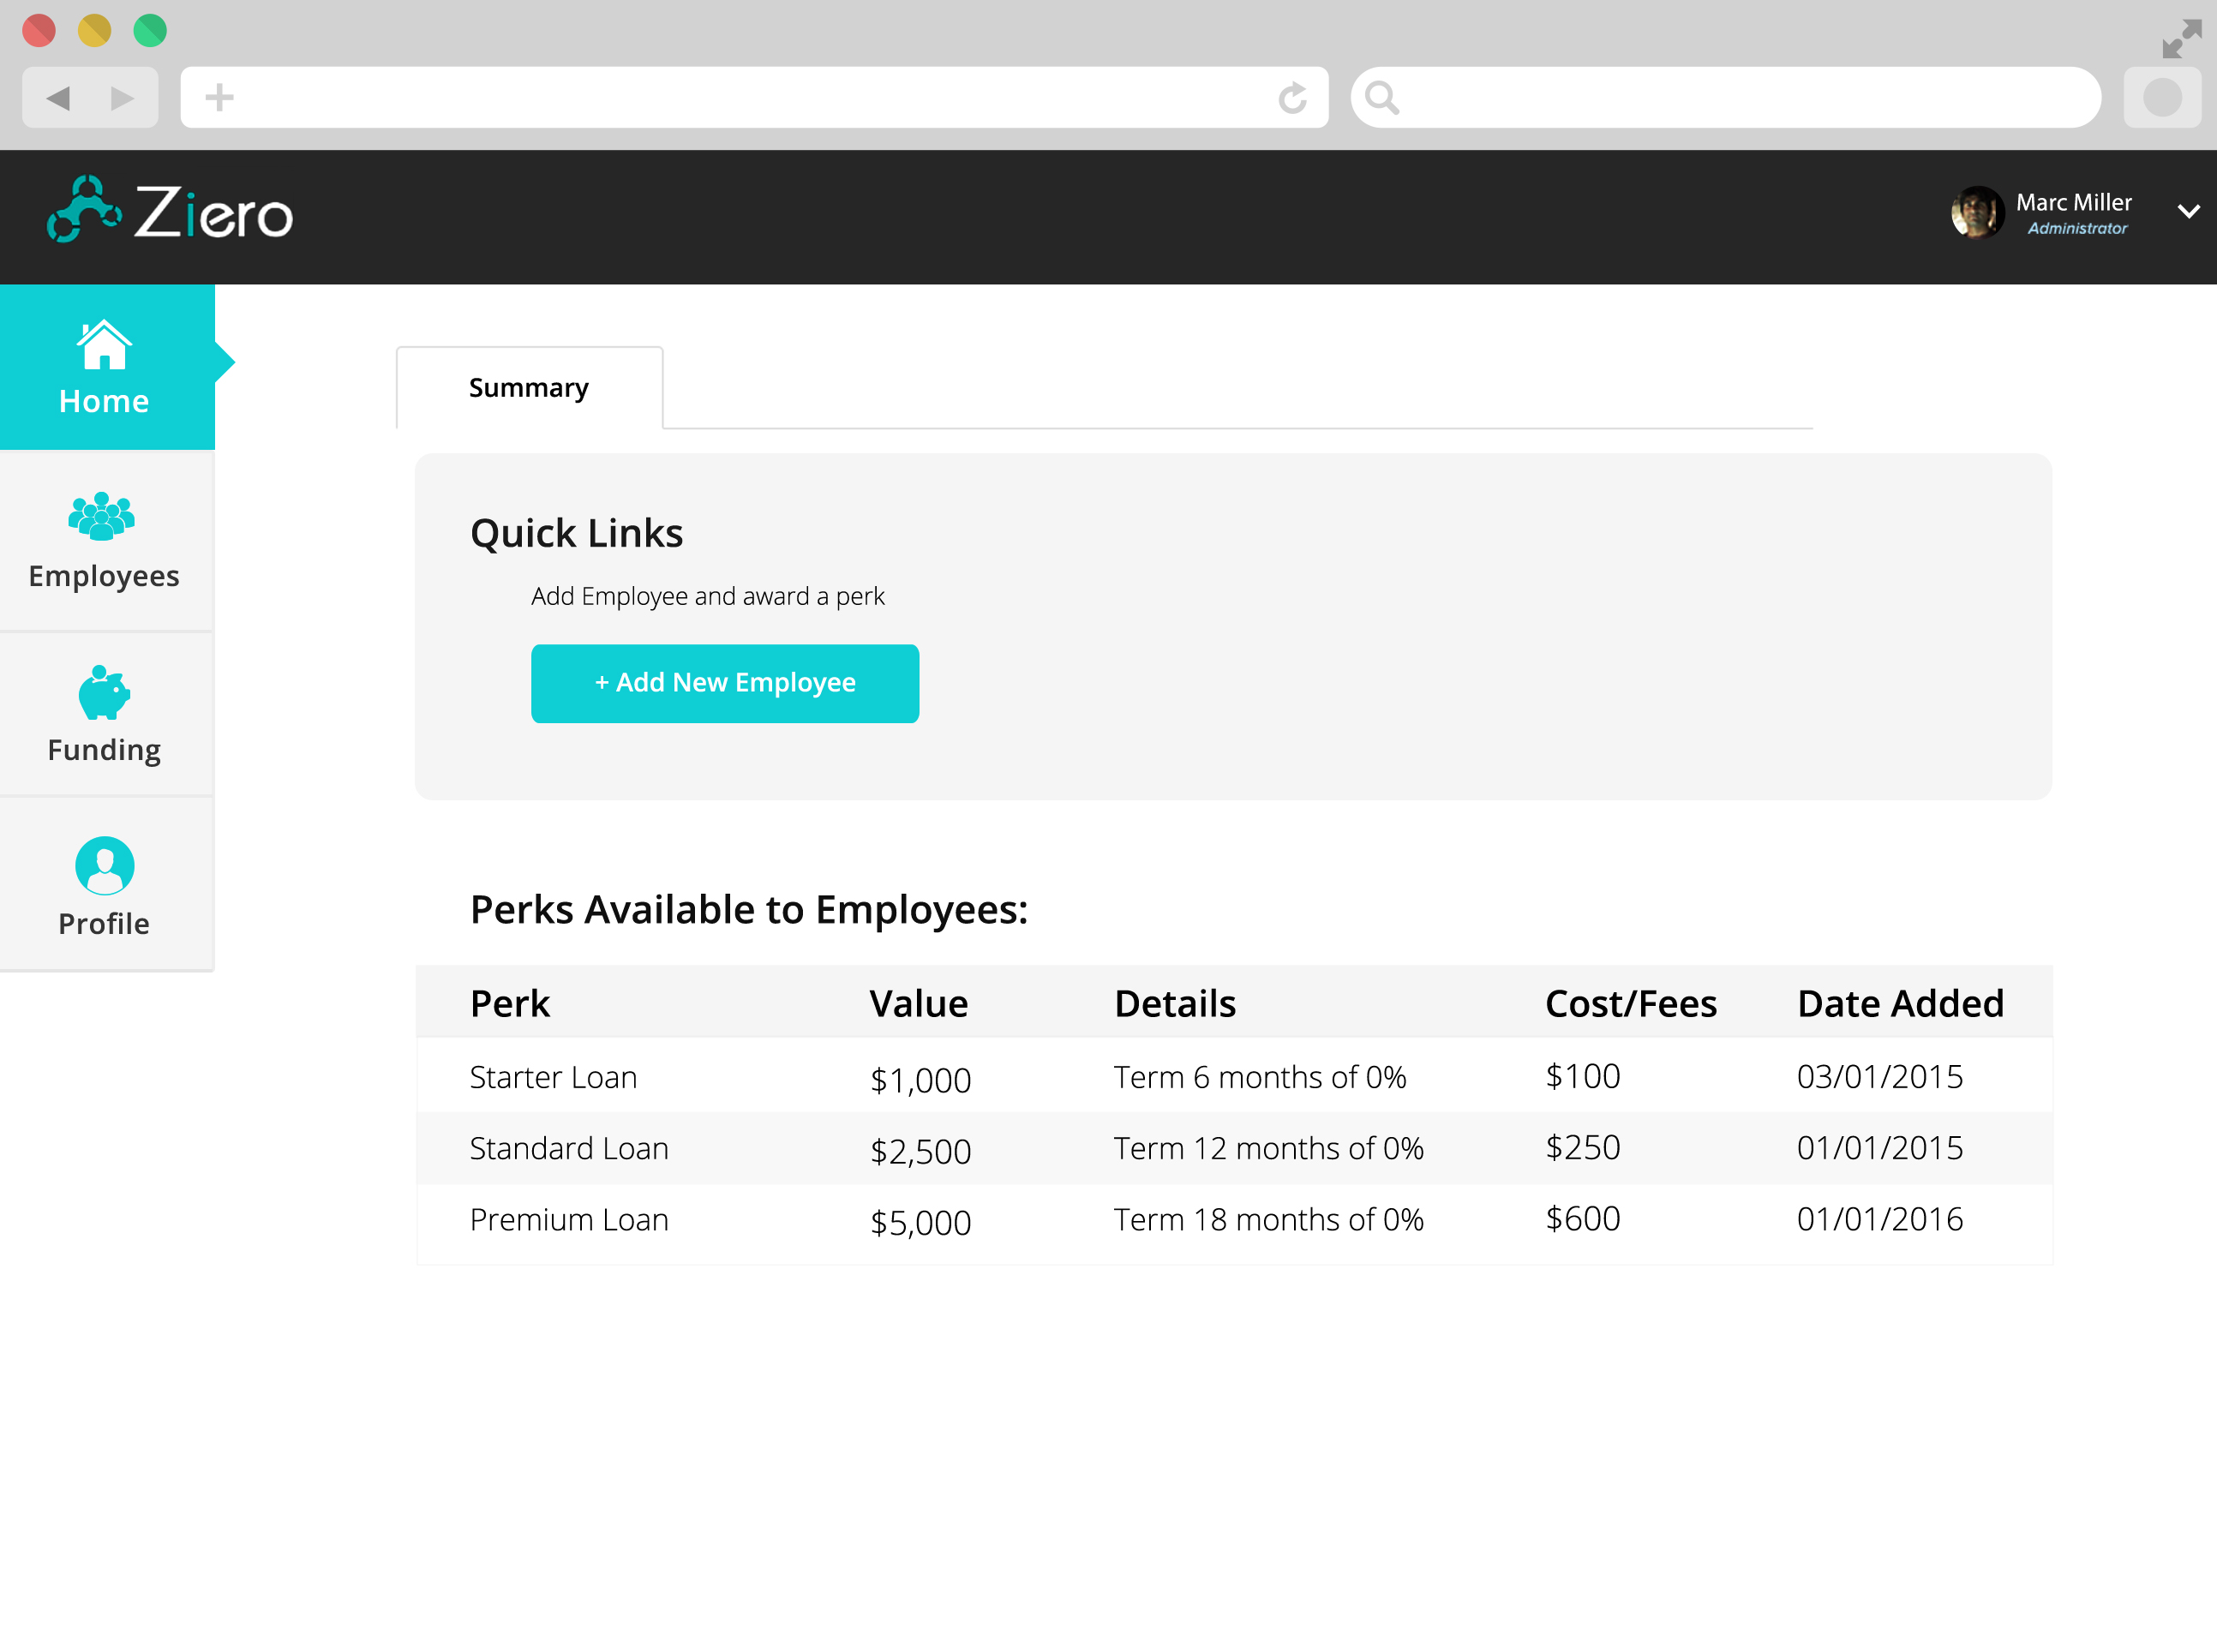 Ziero
Marc Miller
Administrator
Home
Employees
Funding
Profile
Summary
Quick Links
Add Employee and award a perk
+ Add New Employee
Perks Available to Employees:
Perk Value Details Cost/Fees Date Added
Starter Loan $1,000 Term 6 months of 0% $100 03/01/2015
Standard Loan $2,500 Term 12 months of 0% $250 01/01/2015
Premium Loan $5,000 Term 18 months of 0% $600 01/01/2016